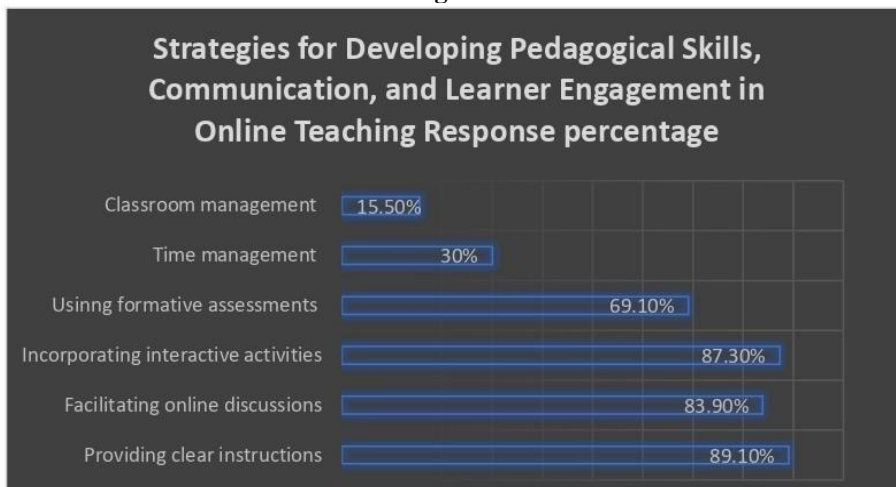 Strategies for Developing Pedagogical Skills,
Communication, and Learner Engagement in
Online Teaching Response percentage
Classroom management 15.50%
Time management 30%
Usinng formative assessments 69.10%
Incorporating interactive activities 87.30%
Facilitating online discussions 83.90%
Providing clear instructions 89.10%